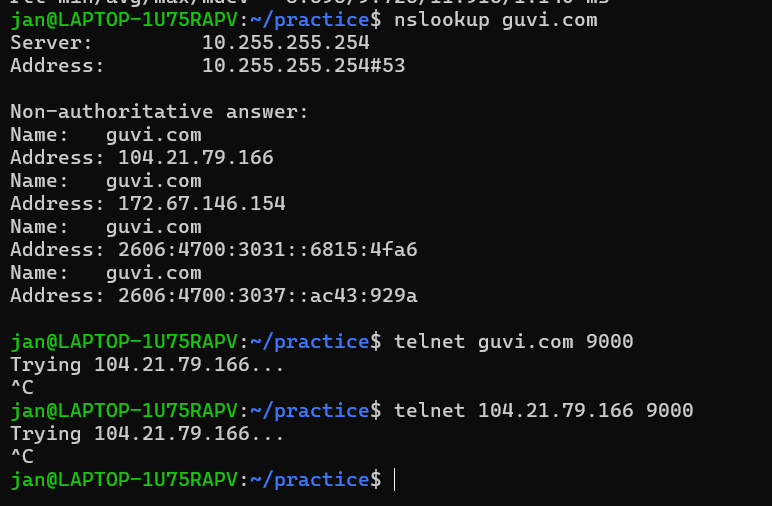 jan@LAPTOP-1U75RAPV:~/practice$ nslookup guvi.com
Server:         10.255.255.254
Address:        10.255.255.254#53

Non-authoritative answer:
Name:   guvi.com
Address: 104.21.79.166
Name:   guvi.com
Address: 172.67.146.154
Name:   guvi.com
Address: 2606:4700:3031::6815:4fa6
Name:   guvi.com
Address: 2606:4700:3037::ac43:929a

jan@LAPTOP-1U75RAPV:~/practice$ telnet guvi.com 9000
Trying 104.21.79.166...
^C
jan@LAPTOP-1U75RAPV:~/practice$ telnet 104.21.79.166 9000
Trying 104.21.79.166...
^C
jan@LAPTOP-1U75RAPV:~/practice$